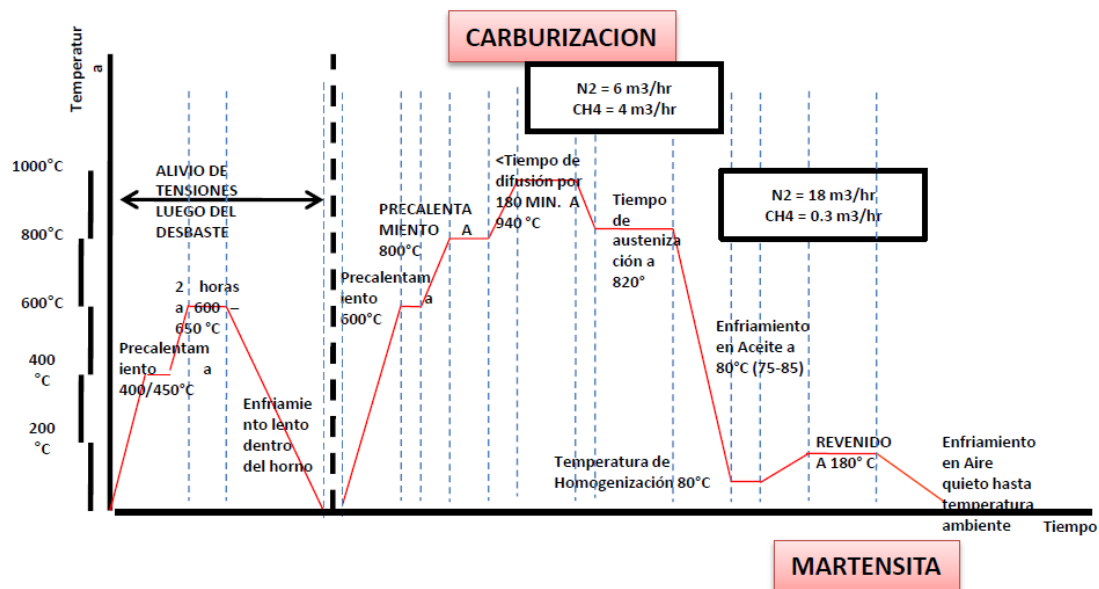 CARBURIZACION
Temperatur
a
N2 = 6 m3/hr
CH4 = 4 m3/hr
1000°C
800°C
600°C
400
°C
200
°C
ALIVIO DE
TENSIONES
LUEGO DEL
DESBASTE
2 horas
a 600 –
650 °C
Precalentam
iento a
400/450°C
Enfriamie
nto lento
dentro
del horno
PRECALENTA
MIENTO A
800°C
Precalentam
iento a
600°C
<Tiempo de
difusión por
180 MIN. A
940 °C
Tiempo
de
austeniza
ción a
820°
N2 = 18 m3/hr
CH4 = 0.3 m3/hr
Enfriamiento
en Aceite a
80°C (75-85)
Temperatura de
Homogenización 80°C
REVENIDO
A 180° C
Enfriamiento
en Aire
quieto hasta
temperatura
ambiente
Tiempo
MARTENSITA